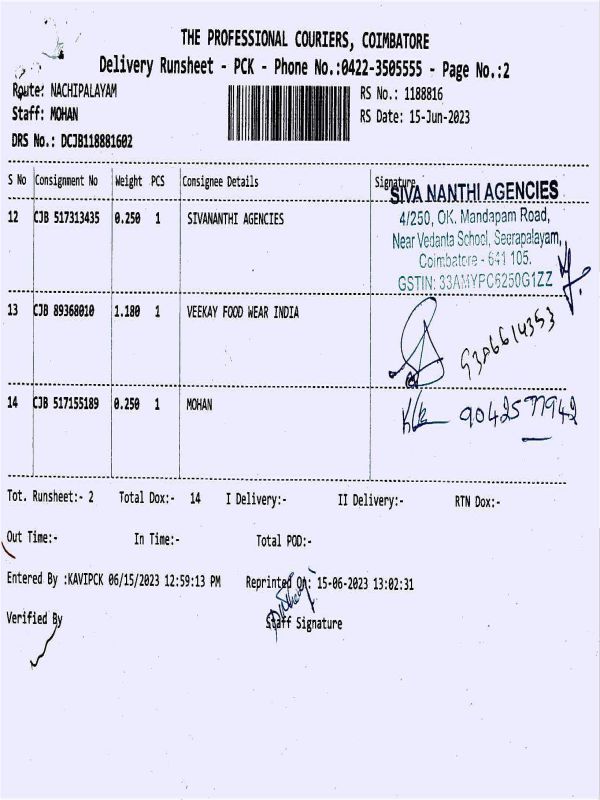 THE PROFESSIONAL COURIERS, COIMBATORE
Delivery Runsheet - PCK - Phone No.:0422-3505555 - Page No.:2
Route: NACHIPALAYAM
RS No.: 1188816
Staff: MOHAN
RS Date: 15-Jun-2023
DRS No.: DCJB118881602
S No Consignment No Weight PCS Consignee Details Signature
SIVA NANTHI AGENCIES
12 CJB 517313435 0.250 1 SIVANANTHI AGENCIES
4/250, OK. Mandapam Road,
Near Vedanta School, Seerapalayam,
Coimbatore - 641 105.
GSTIN: 33AMYPC6250G1ZZ
13 CJB 89368010 1.180 1 VEEKAY FOOD WEAR INDIA
14 CJB 517155189 0.250 1 MOHAN
9042577942
Tot. Runsheet:- 2 Total Dox:- 14 I Delivery:- II Delivery:- RTN Dox:-
Out Time:- In Time:- Total POD:-
Entered By :KAVIPCK 06/15/2023 12:59:13 PM Reprinted On: 15-06-2023 13:02:31
Verified By Staff Signature